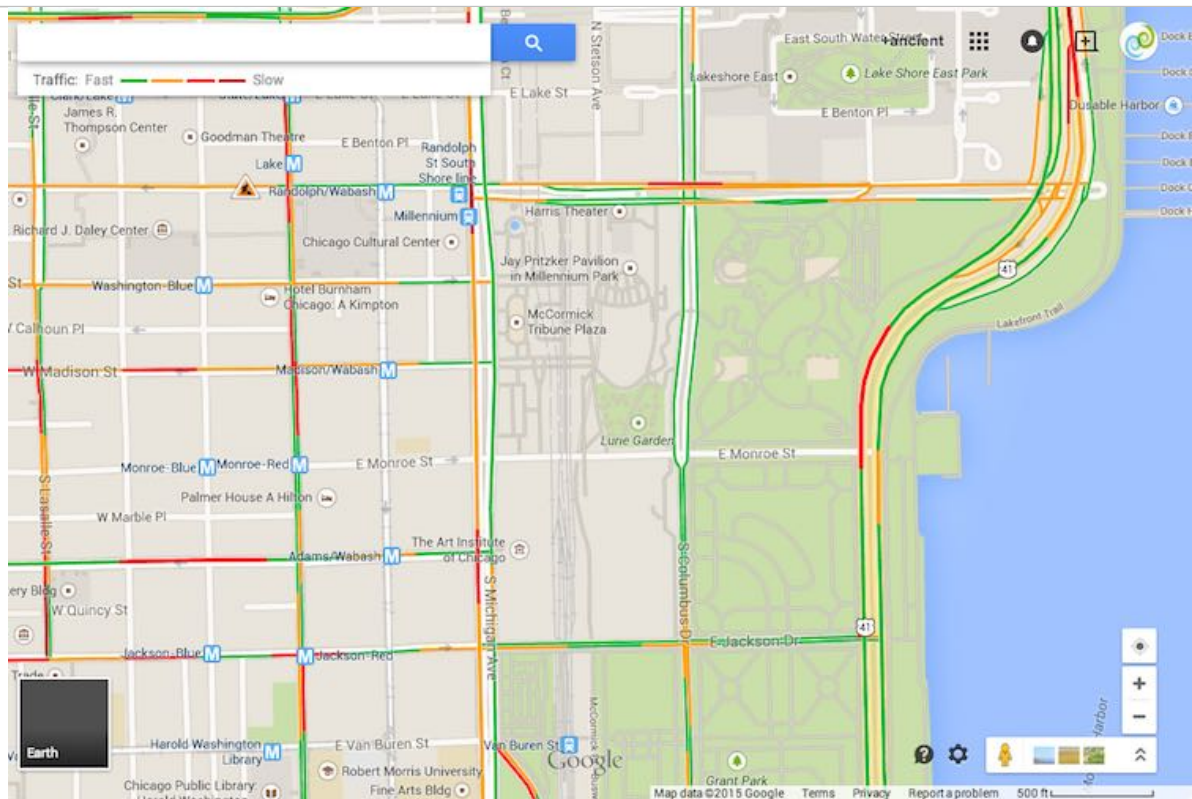 N Stetson Ave
East South Water Street
+ancient
Dock
Traffic: Fast
Slow
Lakeshore East
Lake Shore East Park
E Lake St
Dusable Harbor
James R.
Thompson Center
Goodman Theatre
E Benton Pl
E Benton Pl
Randolph
St South
Shore line
Lake
Randolph/Wabash
Millennium
Harris Theater
Richard J. Daley Center
Chicago Cultural Center
Jay Pritzker Pavilion
in Millennium Park
41
St
Washington-Blue
Hotel Burnham
Chicago: A Kimpton
McCormick
Tribune Plaza
Lakefront Trail
W Calhoun Pl
W Madison St
Madison/Wabash
Lurie Garden
Monroe-Blue
Monroe-Red
E Monroe St
E Monroe St
Palmer House A Hilton
S Lasalle St
W Marble Pl
Adams/Wabash
The Art Institute
of Chicago
S Michigan Ave
S Columbus Dr
ery Bldg
W Quincy St
41
E Jackson Dr
Jackson-Blue
Jackson-Red
Trade
Earth
Harold Washington
Library
E Van Buren St
Van Buren St
Google
Robert Morris University
Fine Arts Bldg
Chicago Public Library:
Grant Park
Harbor
Map data ©2015 Google
Terms
Privacy
Report a problem
500 ft